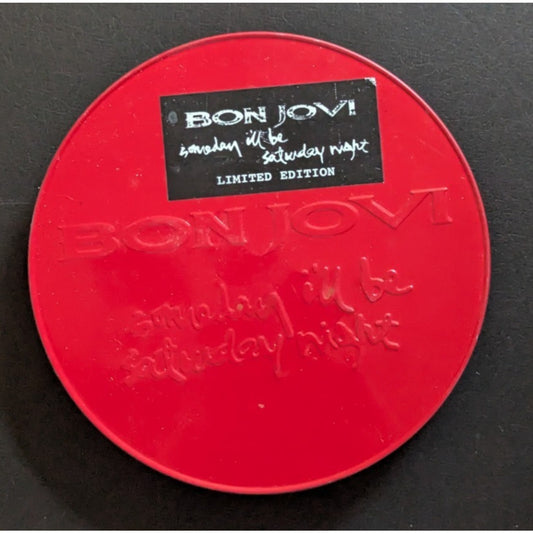 BON JOVI
someday i'll be
saturday night
LIMITED EDITION
BON JOVI
someday i'll be
saturday night